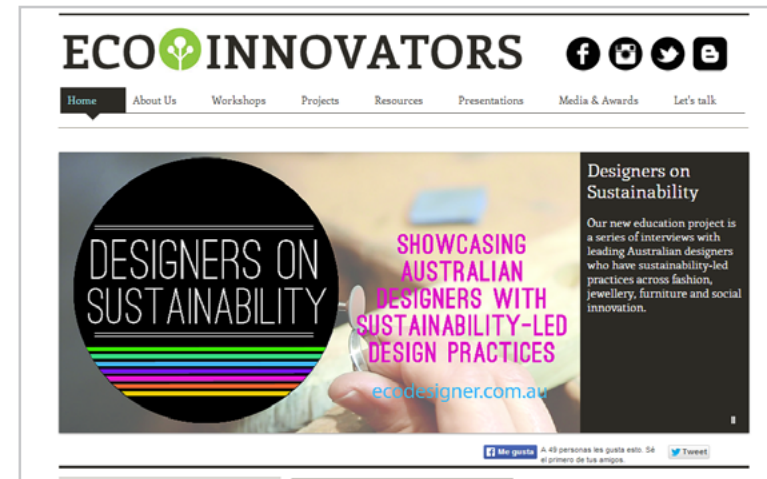 ECO INNOVATORS
Home About Us Workshops Projects Resources Presentations Media & Awards Let's talk
DESIGNERS ON
SUSTAINABILITY
SHOWCASING
AUSTRALIAN
DESIGNERS WITH
SUSTAINABILITY-LED
DESIGN PRACTICES
ecodesigner.com.au
Designers on
Sustainability
Our new education project is
a series of interviews with
leading Australian designers
who have sustainability-led
practices across fashion,
jewellery, furniture and social
innovation.
Me gusta
A 49 personas les gusta esto. Sé
el primero de tus amigos.
Tweet